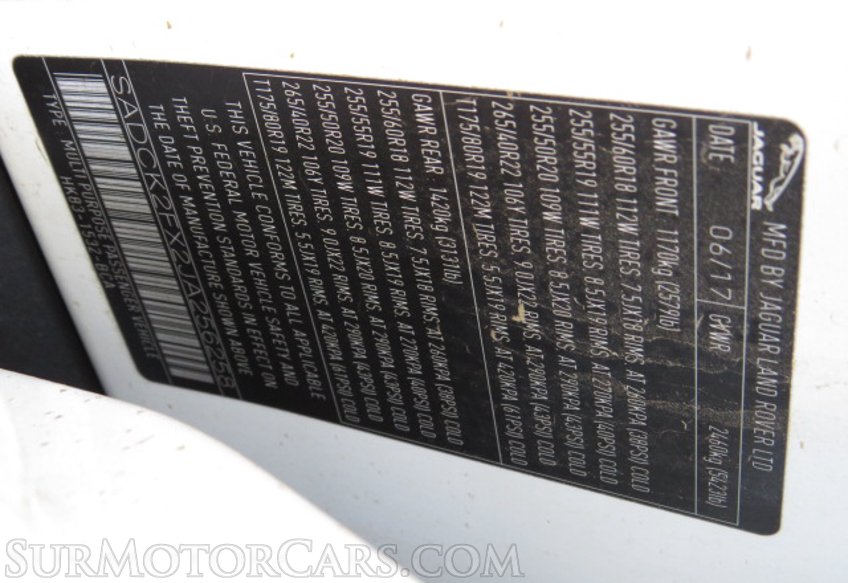 JAGUAR MFD BY JAGUAR LAND ROVER LTD
DATE 06/17 GVWR 2460kg (5423lb)
GAWR FRONT 1170kg (2579lb)
255/60R18 112W TIRES 7.5JX18 RIMS AT 260KPA (38PSI) COLD
255/55R19 111W TIRES 8.5JX19 RIMS AT 270KPA (40PSI) COLD
255/50R20 109W TIRES 8.5JX20 RIMS AT 290KPA (43PSI) COLD
265/40R22 106Y TIRES 9.0JX22 RIMS AT 290KPA (43PSI) COLD
T175/80R19 122M TIRES 5.5JX19 RIMS AT 420KPA (61PSI) COLD
GAWR REAR 1420kg (3131lb)
255/60R18 112W TIRES 7.5JX18 RIMS AT 260KPA (38PSI) COLD
255/55R19 111W TIRES 8.5JX19 RIMS AT 270KPA (40PSI) COLD
255/50R20 109W TIRES 8.5JX20 RIMS AT 290KPA (43PSI) COLD
265/40R22 106Y TIRES 9.0JX22 RIMS AT 290KPA (43PSI) COLD
T175/80R19 122M TIRES 5.5JX19 RIMS AT 420KPA (61PSI) COLD
THIS VEHICLE CONFORMS TO ALL APPLICABLE
U.S. FEDERAL MOTOR VEHICLE SAFETY AND
THEFT PREVENTION STANDARDS IN EFFECT ON
THE DATE OF MANUFACTURE SHOWN ABOVE
SADCK2FX2JA256258
TYPE: MULTI PURPOSE PASSENGER VEHICLE
SURMOTORCARS.COM